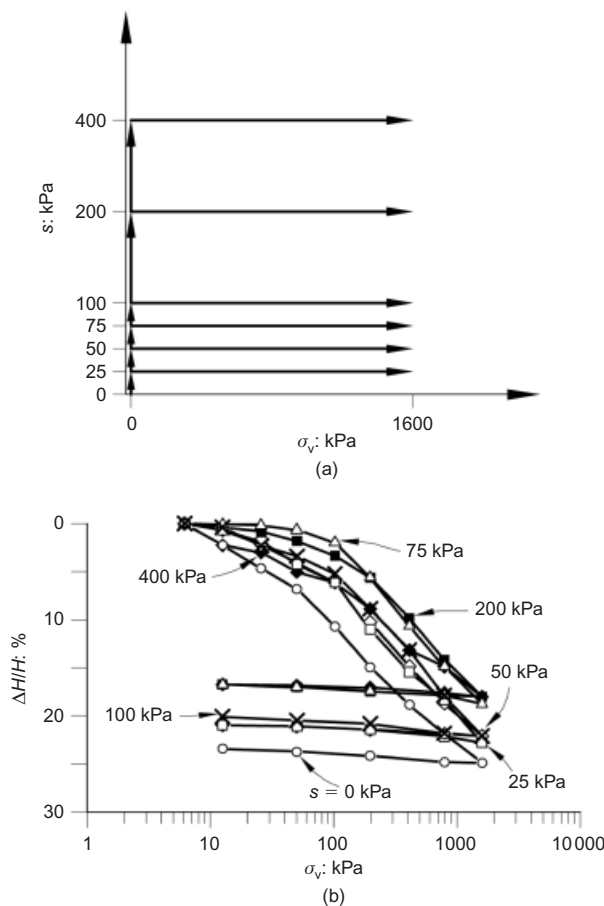 s: kPa
400
200
100
75
50
25
0
0
1600
σv: kPa
(a)
0
10
20
30
ΔH/H: %
75 kPa
400 kPa
200 kPa
50 kPa
100 kPa
25 kPa
s = 0 kPa
1
10
100
1000
10 000
σv: kPa
(b)